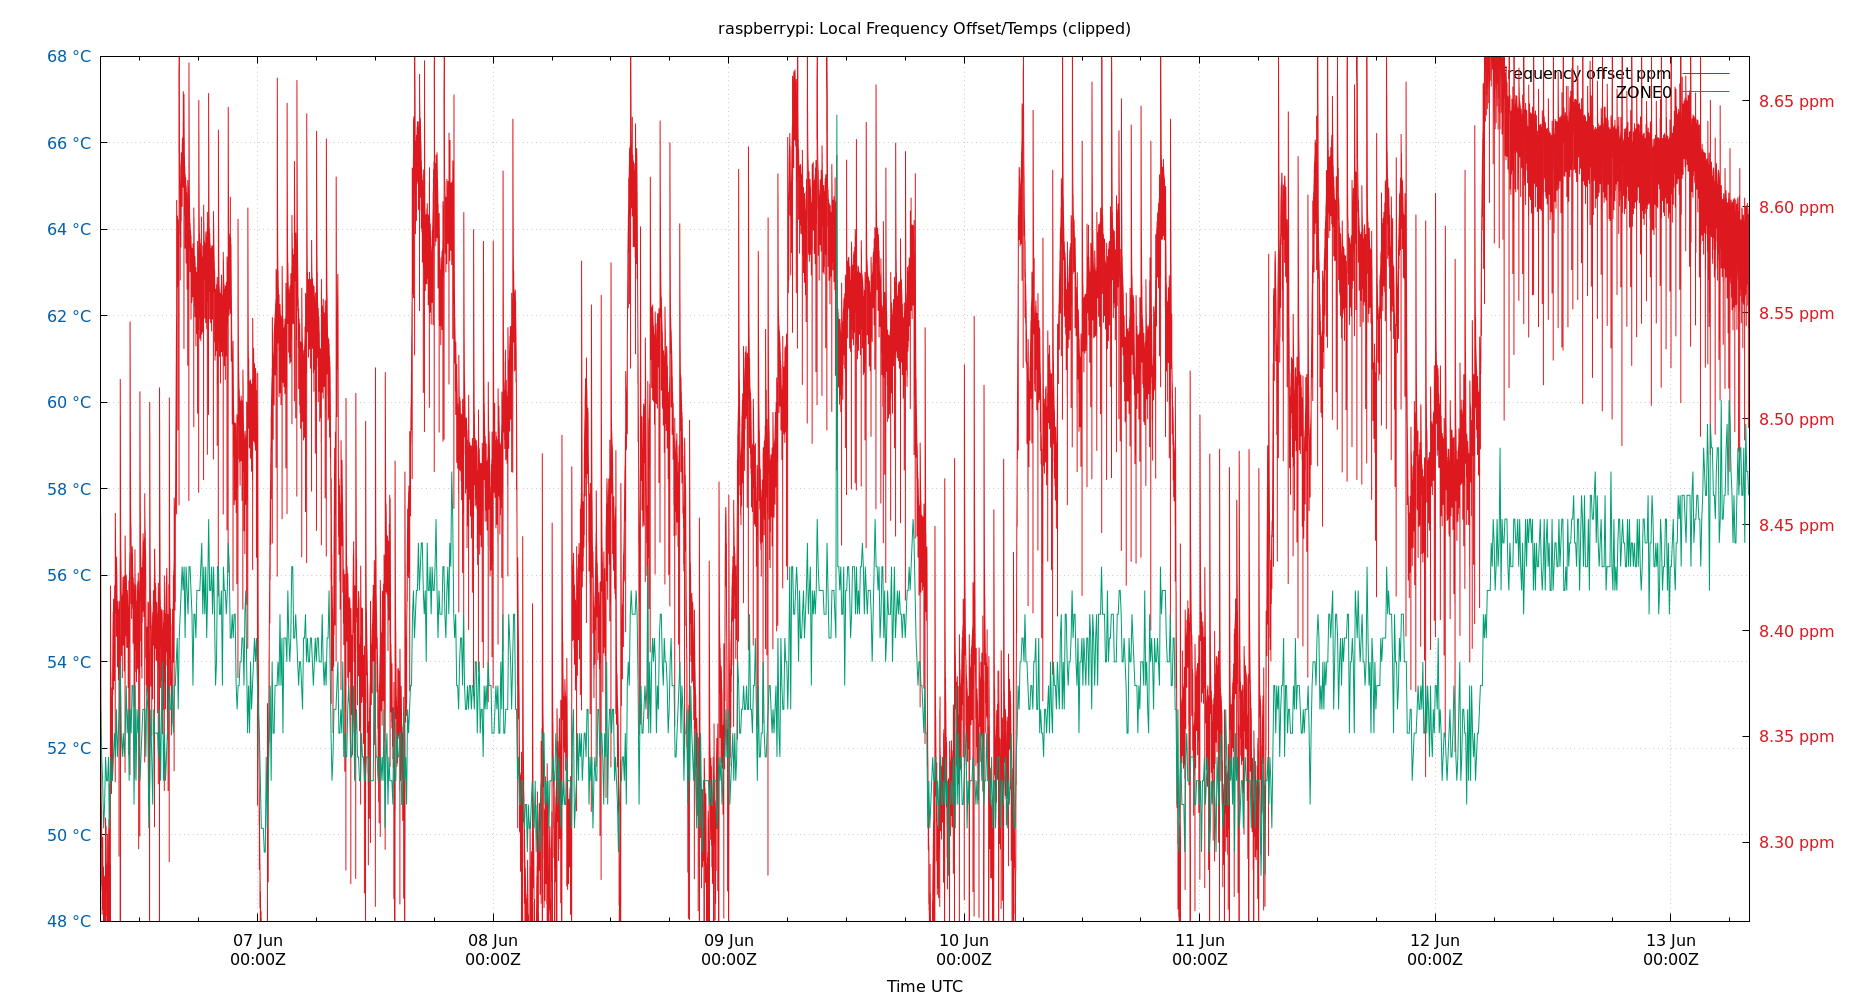 raspberrypi: Local Frequency Offset/Temps (clipped)
68 °C
66 °C
64 °C
62 °C
60 °C
58 °C
56 °C
54 °C
52 °C
50 °C
48 °C
frequency offset ppm
ZONE0
8.65 ppm
8.60 ppm
8.55 ppm
8.50 ppm
8.45 ppm
8.40 ppm
8.35 ppm
8.30 ppm
07 Jun
00:00Z
08 Jun
00:00Z
09 Jun
00:00Z
10 Jun
00:00Z
11 Jun
00:00Z
12 Jun
00:00Z
13 Jun
00:00Z
Time UTC